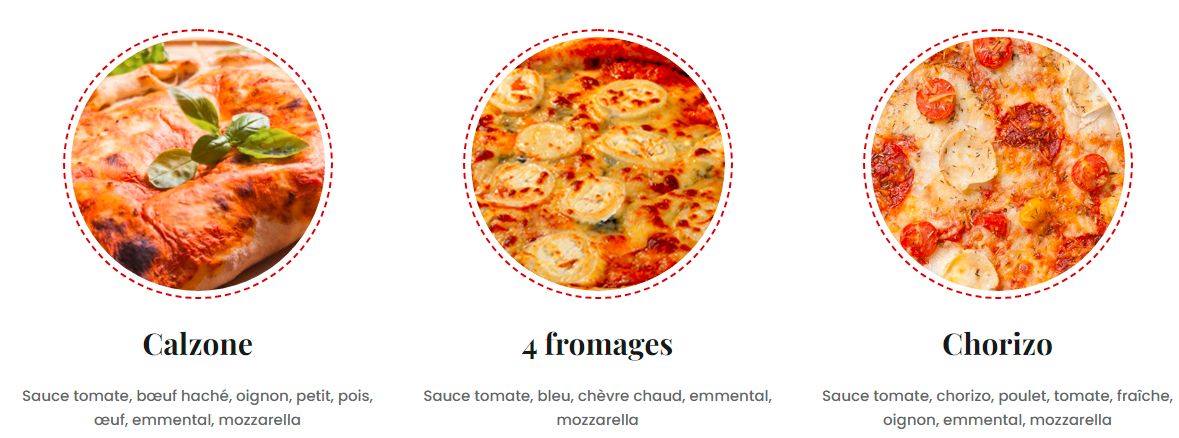 Calzone
Sauce tomate, bœuf haché, oignon, petit, pois,
œuf, emmental, mozzarella
4 fromages
Sauce tomate, bleu, chèvre chaud, emmental,
mozzarella
Chorizo
Sauce tomate, chorizo, poulet, tomate, fraîche,
oignon, emmental, mozzarella